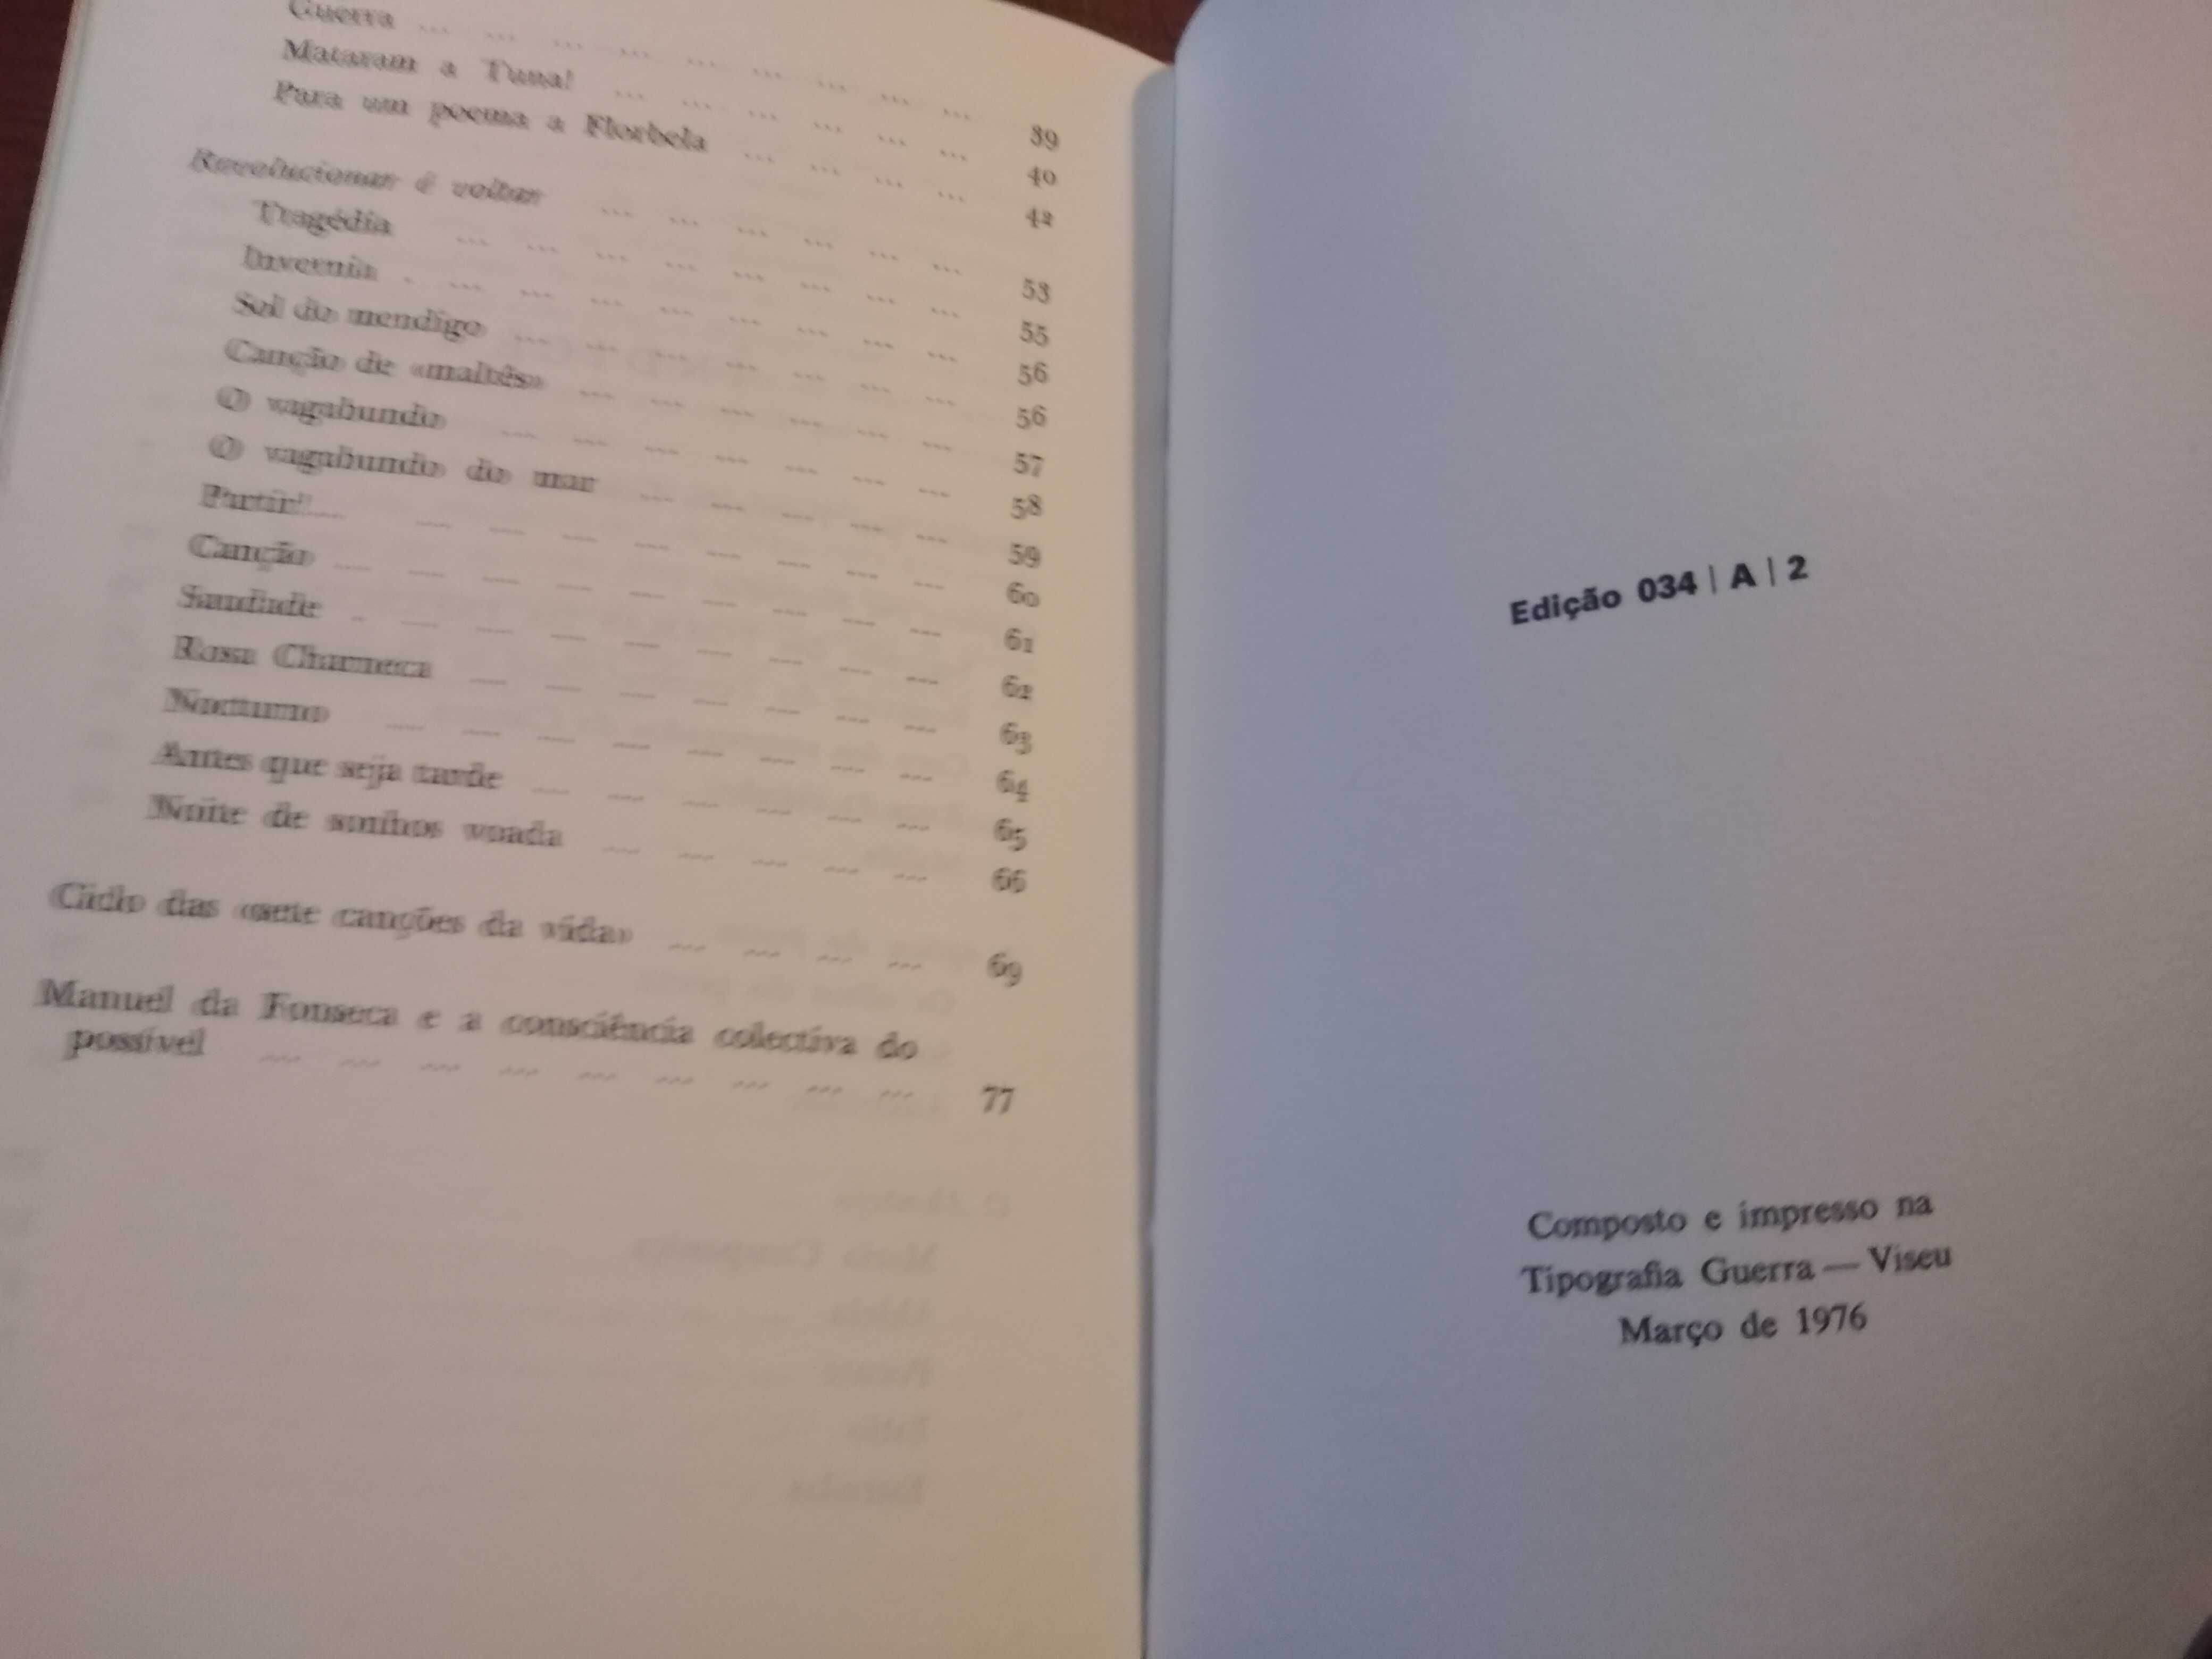 Guerra ... ... ... ... ... ... ... ... ... 39
Mataram a Tuna! ... ... ... ... ... ... 40
Para um poema a Florbela ... ... ... ... 42
Revolucionar é voltar ... ... ... ... ... ... 53
Tragédia ... ... ... ... ... ... ... ... 55
Invernia . ... ... ... ... ... ... ... ... 56
Sol do mendigo ... ... ... ... ... ... ... 56
Canção de «maltês» ... ... ... ... ... ... 57
O vagabundo ... ... ... ... ... ... ... 58
O vagabundo do mar ... ... ... ... ... 59
Partir!... ... ... ... ... ... ... ... ... 60
Canção ... ... ... ... ... ... ... ... ... 61
Saudade . ... ... ... ... ... ... ... ... 62
Rosa Charneca ... ... ... ... ... ... ... 63
Nocturno ... ... ... ... ... ... ... ... 64
Antes que seja tarde ... ... ... ... ... ... 65
Noite de sonhos voada ... ... ... ... ... 66
Ciclo das «sete canções da vida» ... ... ... ... 69
Manuel da Fonseca e a consciência colectiva do
possível ... ... ... ... ... ... ... ... ... 77
Edição 034 | A | 2
Composto e impresso na
Tipografia Guerra — Viseu
Março de 1976